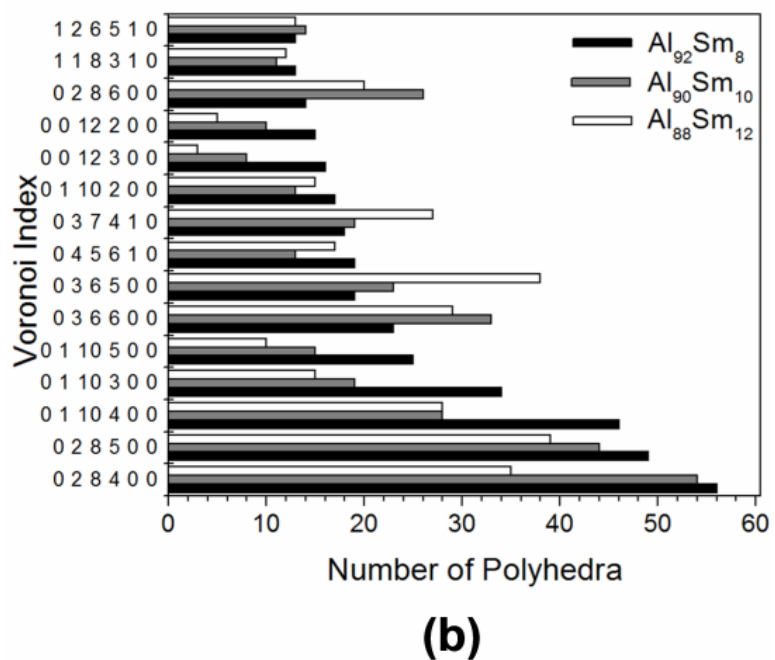 1 2 6 5 1 0
1 1 8 3 1 0
0 2 8 6 0 0
0 0 12 2 0 0
0 0 12 3 0 0
0 1 10 2 0 0
0 3 7 4 1 0
0 4 5 6 1 0
0 3 6 5 0 0
0 3 6 6 0 0
0 1 10 5 0 0
0 1 10 3 0 0
0 1 10 4 0 0
0 2 8 5 0 0
0 2 8 4 0 0
Voronoi Index
Al₉₂Sm₈
Al₉₀Sm₁₀
Al₈₈Sm₁₂
0 10 20 30 40 50 60
Number of Polyhedra
(b)